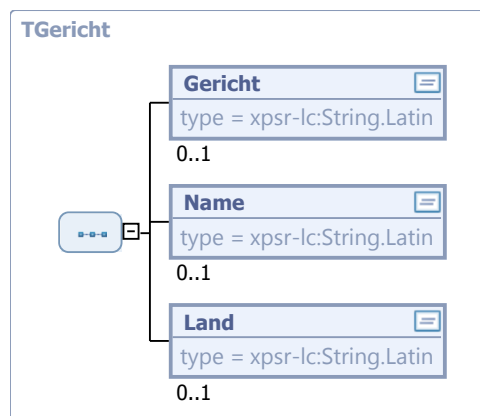 TGericht
Gericht
type = xpsr-lc:String.Latin
0..1
Name
type = xpsr-lc:String.Latin
0..1
Land
type = xpsr-lc:String.Latin
0..1